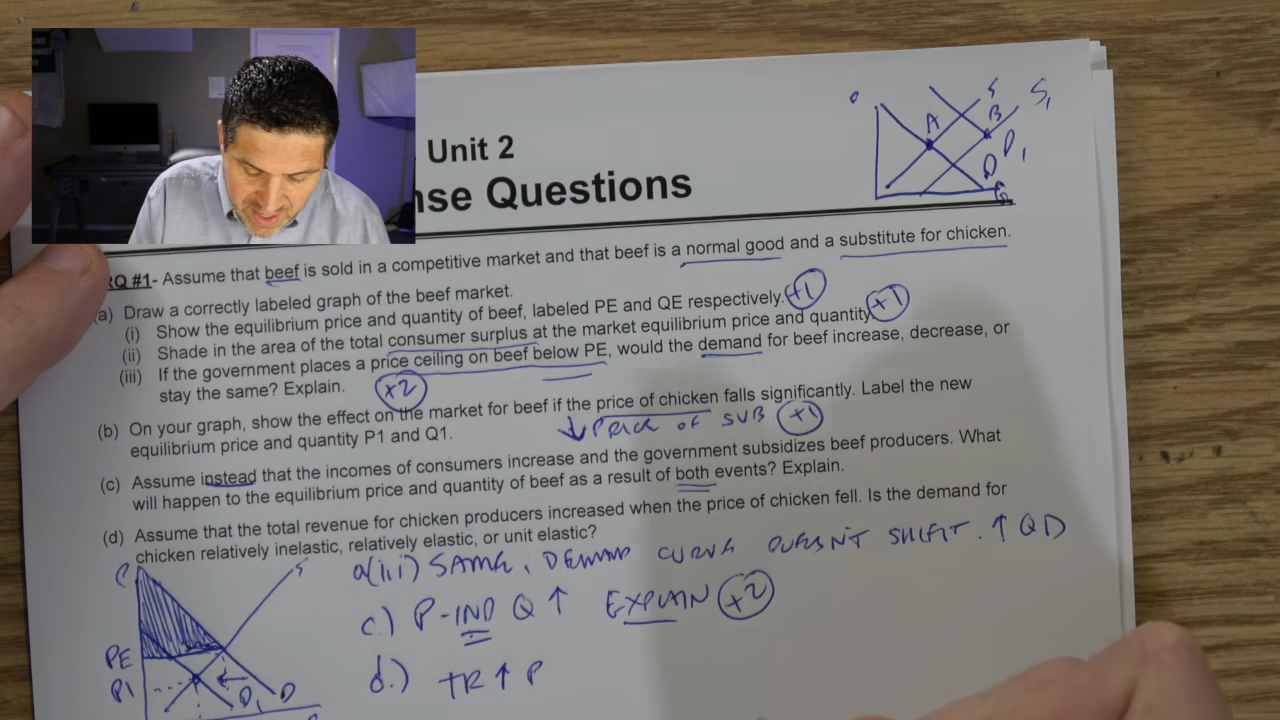 Unit 2
nse Questions
RQ #1- Assume that beef is sold in a competitive market and that beef is a normal good and a substitute for chicken.
a) Draw a correctly labeled graph of the beef market.
(i) Show the equilibrium price and quantity of beef, labeled PE and QE respectively. +1
(ii) Shade in the area of the total consumer surplus at the market equilibrium price and quantity +1
(iii) If the government places a price ceiling on beef below PE, would the demand for beef increase, decrease, or
stay the same? Explain. +2
(b) On your graph, show the effect on the market for beef if the price of chicken falls significantly. Label the new
equilibrium price and quantity P1 and Q1. ↓ PRICE OF SUB +1
(c) Assume instead that the incomes of consumers increase and the government subsidizes beef producers. What
will happen to the equilibrium price and quantity of beef as a result of both events? Explain.
(d) Assume that the total revenue for chicken producers increased when the price of chicken fell. Is the demand for
chicken relatively inelastic, relatively elastic, or unit elastic?
a(iii) SAME, DEMAND CURVE DOESN'T SHIFT. ↑ QD
c.) P-IND Q ↑ EXPLAIN +2
d.) TR ↑ P
P
S
PE
P1
D1
D
A
S
B
S1
D
D1
Q